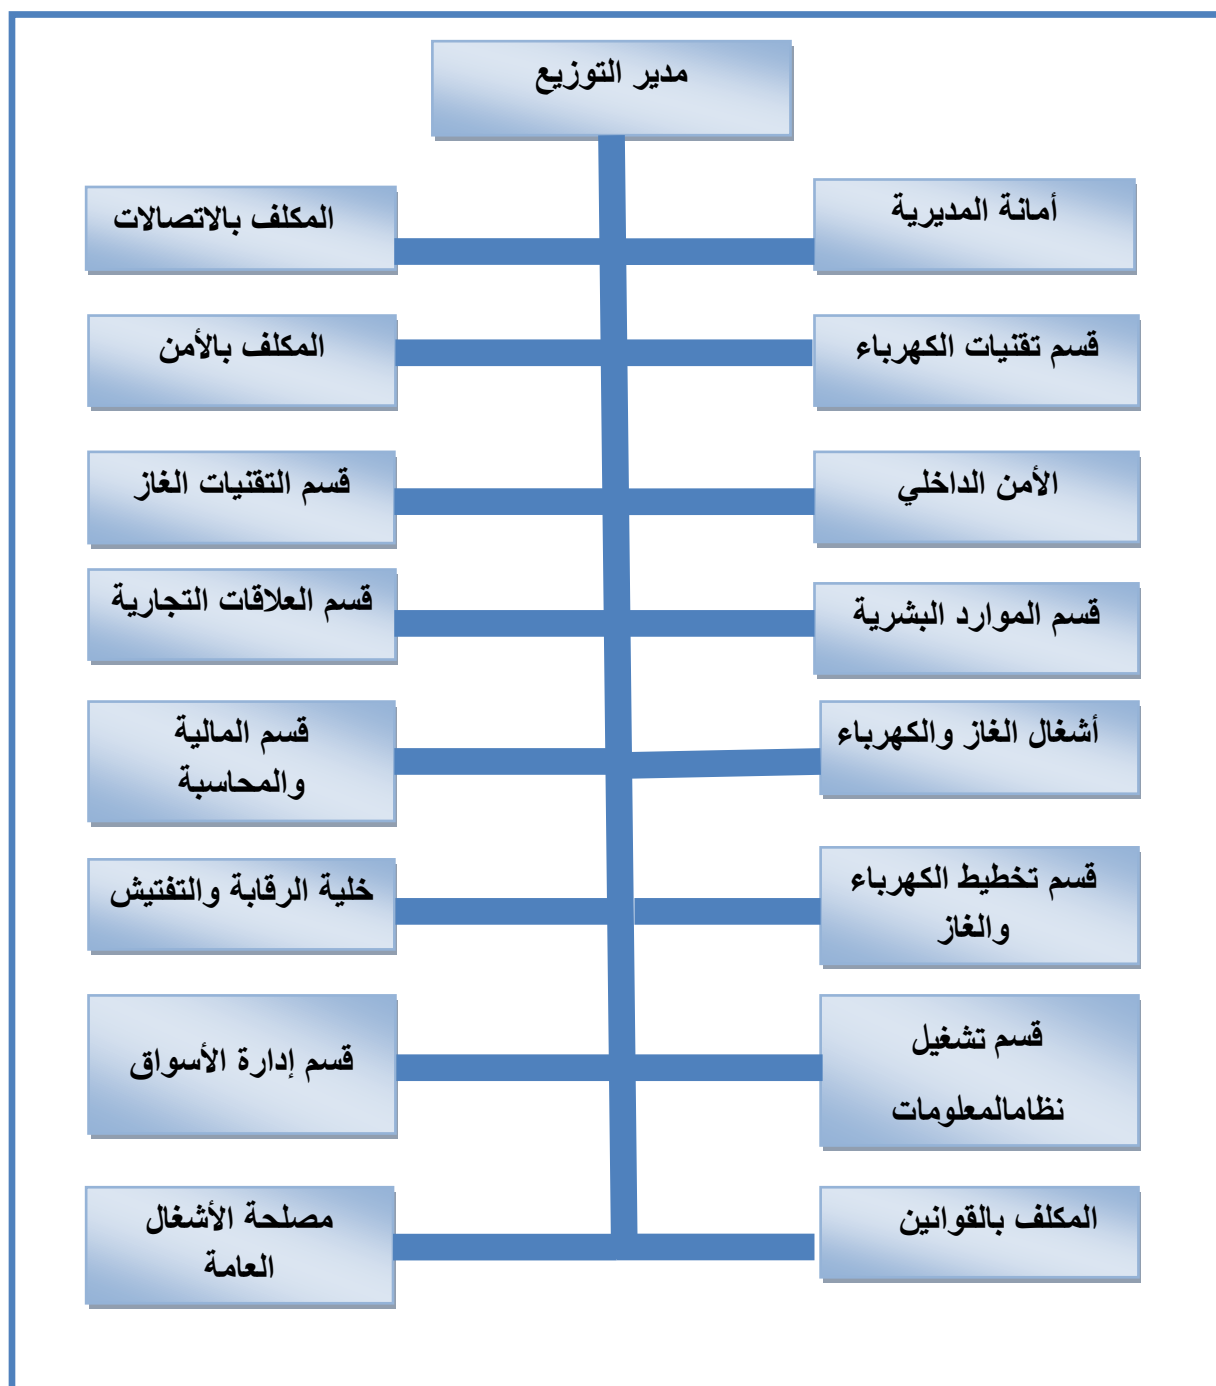 مدير التوزيع
أمانة المديرية
المكلف بالاتصالات
قسم تقنيات الكهرباء
المكلف بالأمن
الأمن الداخلي
قسم التقنيات الغاز
قسم الموارد البشرية
قسم العلاقات التجارية
أشغال الغاز والكهرباء
قسم المالية
والمحاسبة
قسم تخطيط الكهرباء
والغاز
خلية الرقابة والتفتيش
قسم تشغيل
نظامالمعلومات
قسم إدارة الأسواق
المكلف بالقوانين
مصلحة الأشغال
العامة